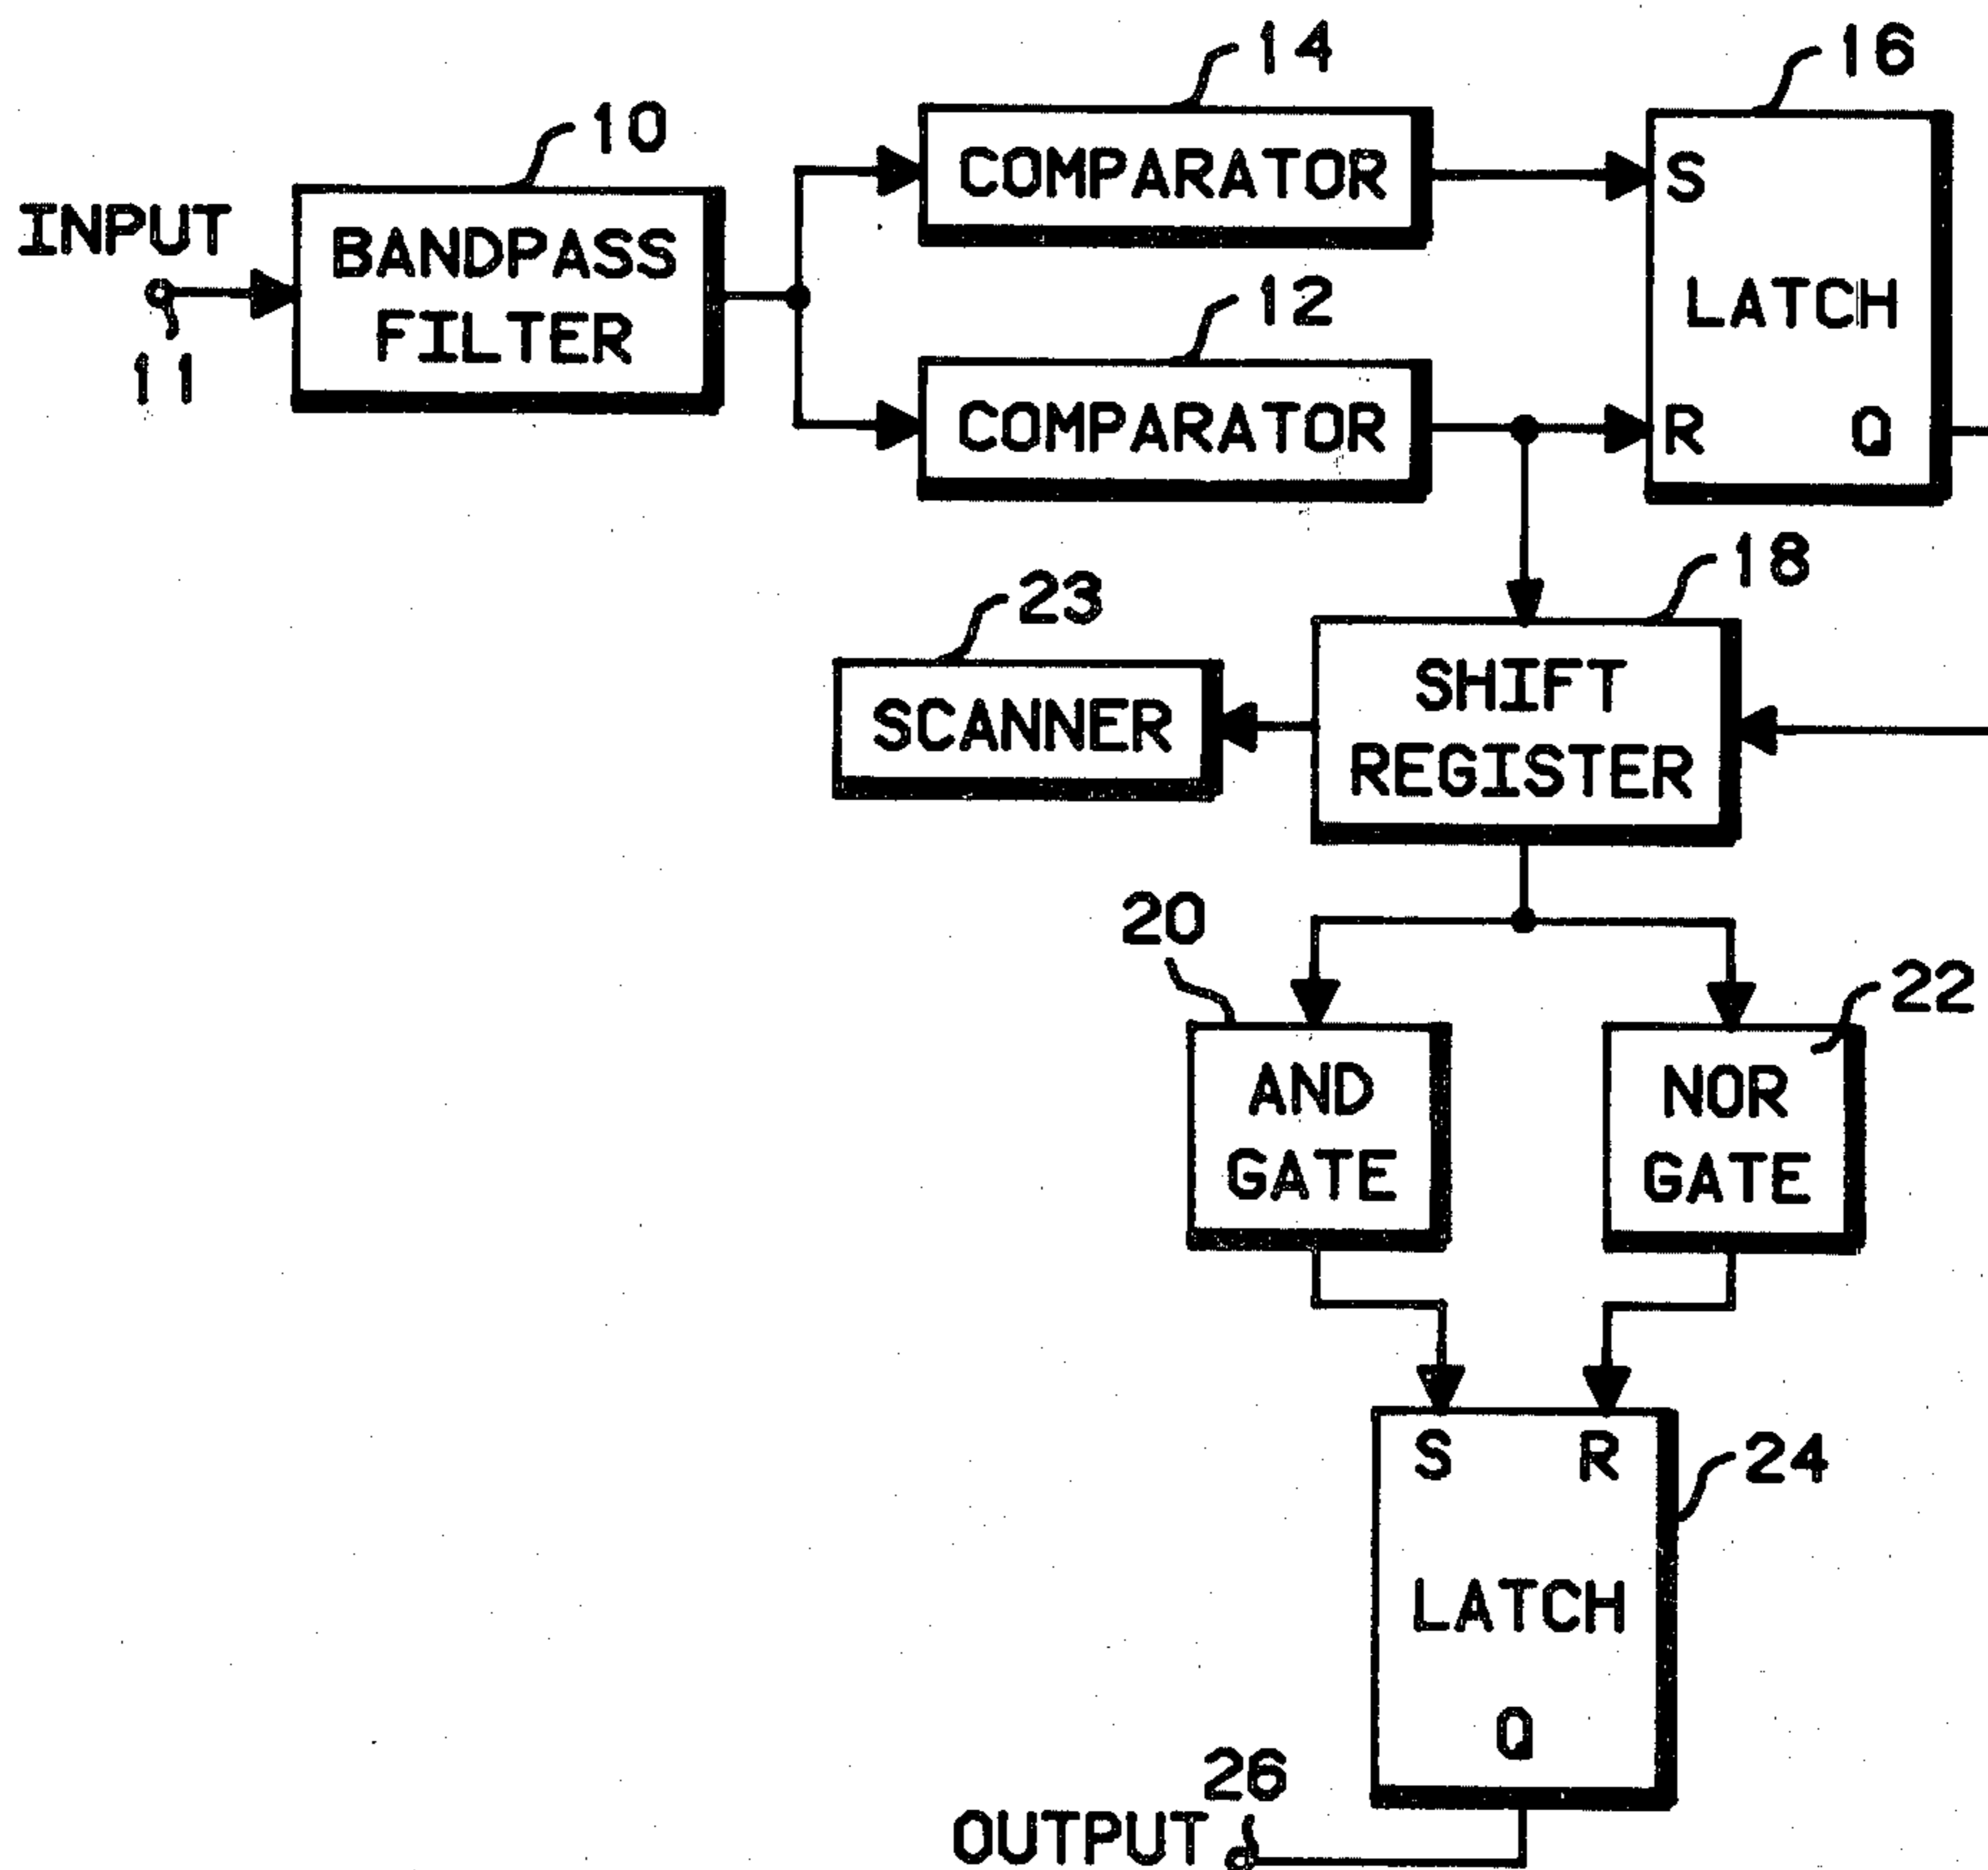 14
16
10
COMPARATOR
S
INPUT
BANDPASS
FILTER
12
LATCH
11
COMPARATOR
R Q
18
23
SHIFT
REGISTER
SCANNER
20
22
AND
GATE
NOR
GATE
S R
24
LATCH
Q
26
OUTPUT